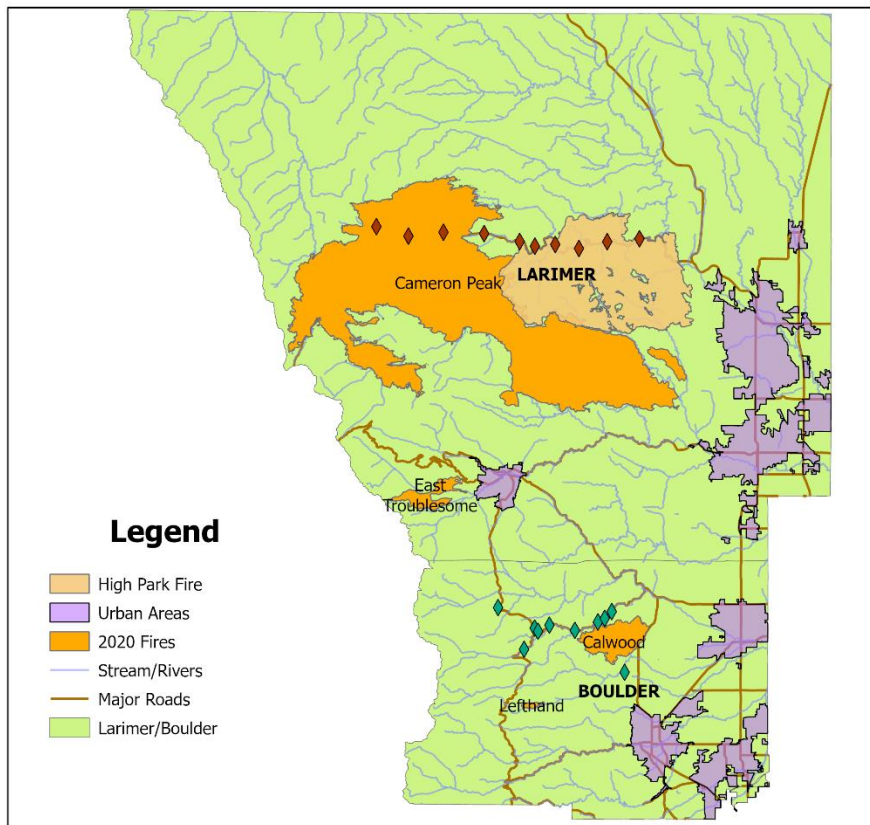 Cameron Peak
LARIMER
East
Troublesome
Calwood
BOULDER
Lefthand
Legend
High Park Fire
Urban Areas
2020 Fires
Stream/Rivers
Major Roads
Larimer/Boulder